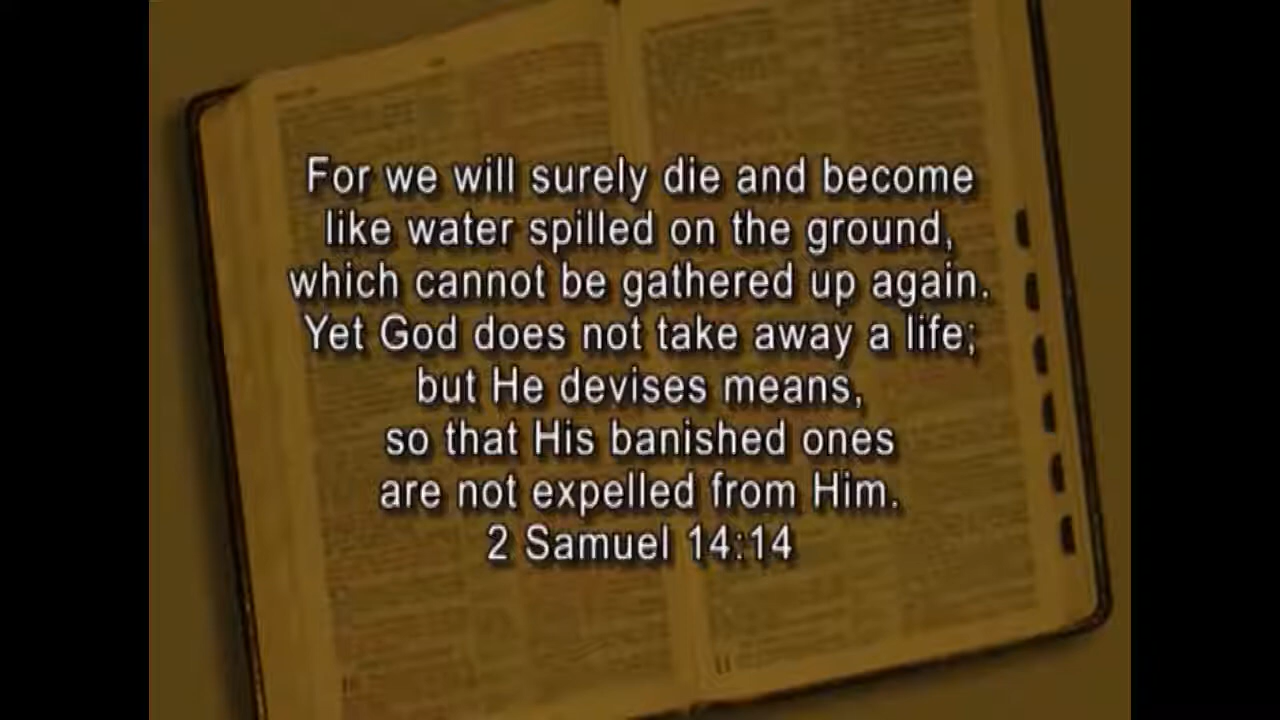 For we will surely die and become
like water spilled on the ground,
which cannot be gathered up again.
Yet God does not take away a life;
but He devises means,
so that His banished ones
are not expelled from Him.
2 Samuel 14:14